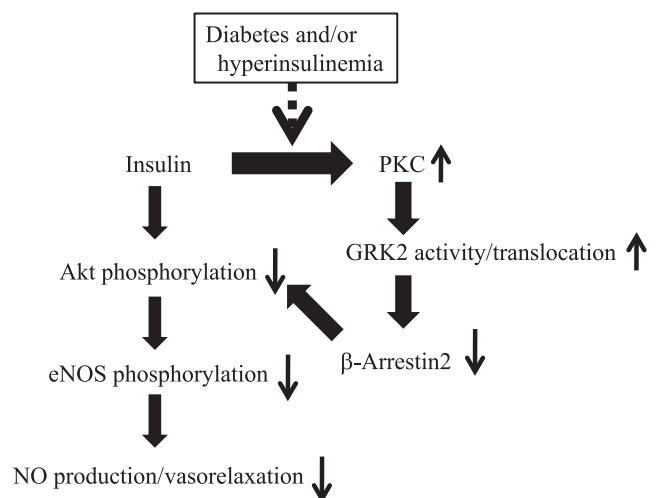 Diabetes and/or
hyperinsulinemia
Insulin
PKC
GRK2 activity/translocation
Akt phosphorylation
β-Arrestin2
eNOS phosphorylation
NO production/vasorelaxation